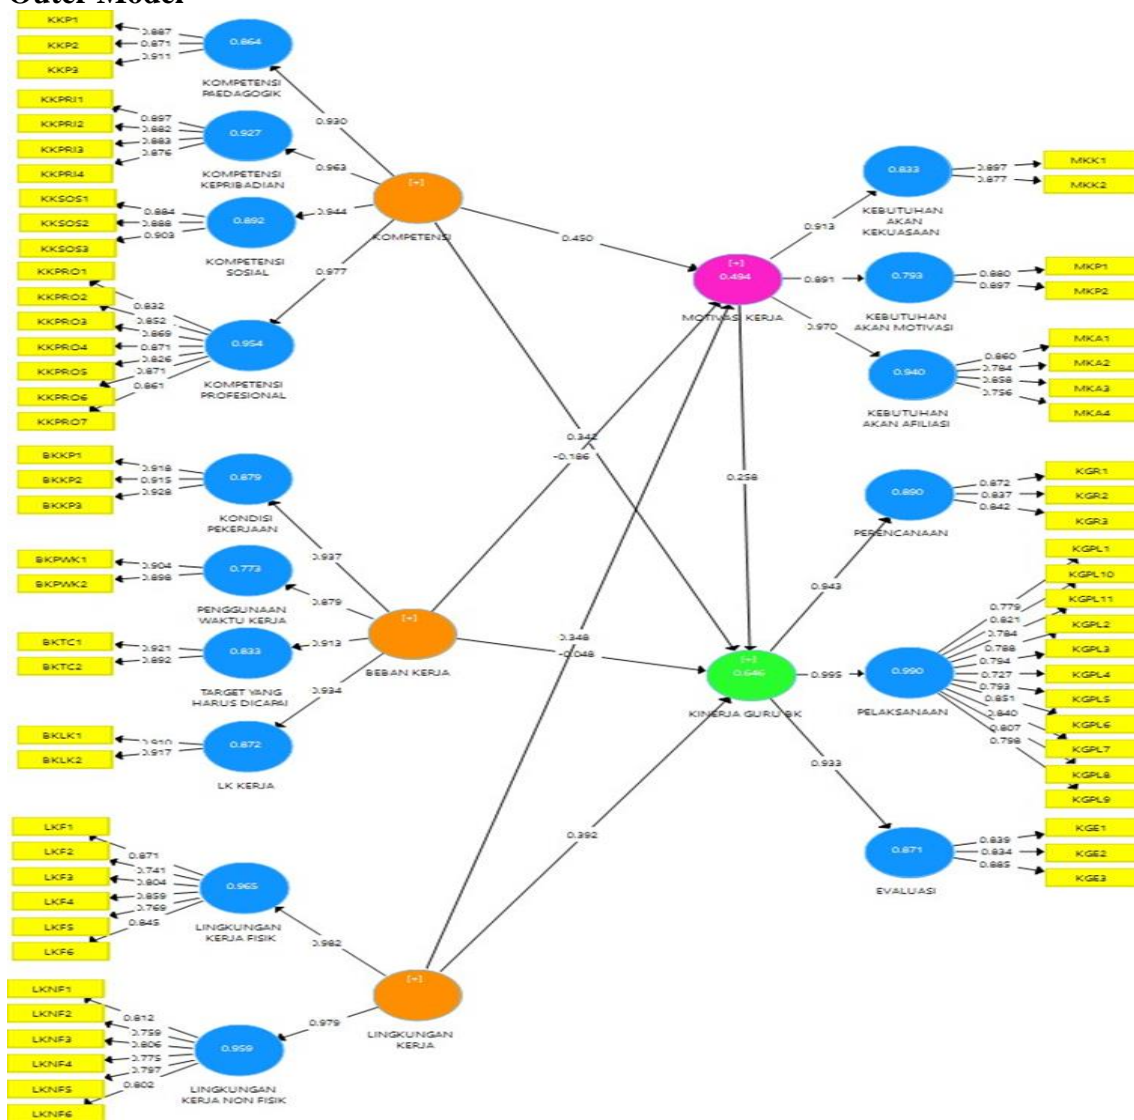 Outer Model
KKP1
KKP2
KKP3
0.887
0.871
0.911
0.864
KOMPETENSI
PAEDAGOGIK
0.930
KKPRI1
KKPRI2
KKPRI3
KKPRI4
0.897
0.882
0.883
0.876
0.927
KOMPETENSI
KEPRIBADIAN
0.963
KKSOS1
KKSOS2
KKSOS3
0.884
0.888
0.903
0.892
KOMPETENSI
SOSIAL
0.944
KKPRO1
KKPRO2
KKPRO3
KKPRO4
KKPRO5
KKPRO6
KKPRO7
0.832
0.852
0.869
0.871
0.826
0.871
0.861
0.954
KOMPETENSI
PROFESIONAL
0.977
[+]
KOMPETENSI
0.450
0.342
BKKP1
BKKP2
BKKP3
0.918
0.915
0.928
0.879
KONDISI
PEKERJAAN
0.937
BKPWK1
BKPWK2
0.904
0.898
0.773
PENGGUNAAN
WAKTU KERJA
0.879
BKTC1
BKTC2
0.921
0.892
0.833
TARGET YANG
HARUS DICAPAI
0.913
BKLK1
BKLK2
0.910
0.917
0.872
LK KERJA
0.934
[+]
BEBAN KERJA
-0.186
-0.048
LKF1
LKF2
LKF3
LKF4
LKF5
LKF6
0.871
0.741
0.804
0.859
0.769
0.845
0.965
LINGKUNGAN
KERJA FISIK
0.982
LKNF1
LKNF2
LKNF3
LKNF4
LKNF5
LKNF6
0.812
0.759
0.806
0.775
0.797
0.802
0.959
LINGKUNGAN
KERJA NON FISIK
0.979
[+]
LINGKUNGAN
KERJA
0.348
0.392
[+]
0.494
MOTIVASI KERJA
0.258
0.913
0.833
KEBUTUHAN
AKAN
KEKUASAAN
0.897
0.877
MKK1
MKK2
0.891
0.793
KEBUTUHAN
AKAN MOTIVASI
0.880
0.897
MKP1
MKP2
0.970
0.940
KEBUTUHAN
AKAN AFILIASI
0.860
0.784
0.858
0.756
MKA1
MKA2
MKA3
MKA4
[+]
0.646
KINERJA GURU BK
0.943
0.890
PERENCANAAN
0.872
0.837
0.842
KGR1
KGR2
KGR3
0.995
0.990
PELAKSANAAN
0.779
0.821
0.784
0.788
0.794
0.727
0.793
0.851
0.840
0.807
0.798
KGPL1
KGPL10
KGPL11
KGPL2
KGPL3
KGPL4
KGPL5
KGPL6
KGPL7
KGPL8
KGPL9
0.933
0.871
EVALUASI
0.839
0.834
0.885
KGE1
KGE2
KGE3